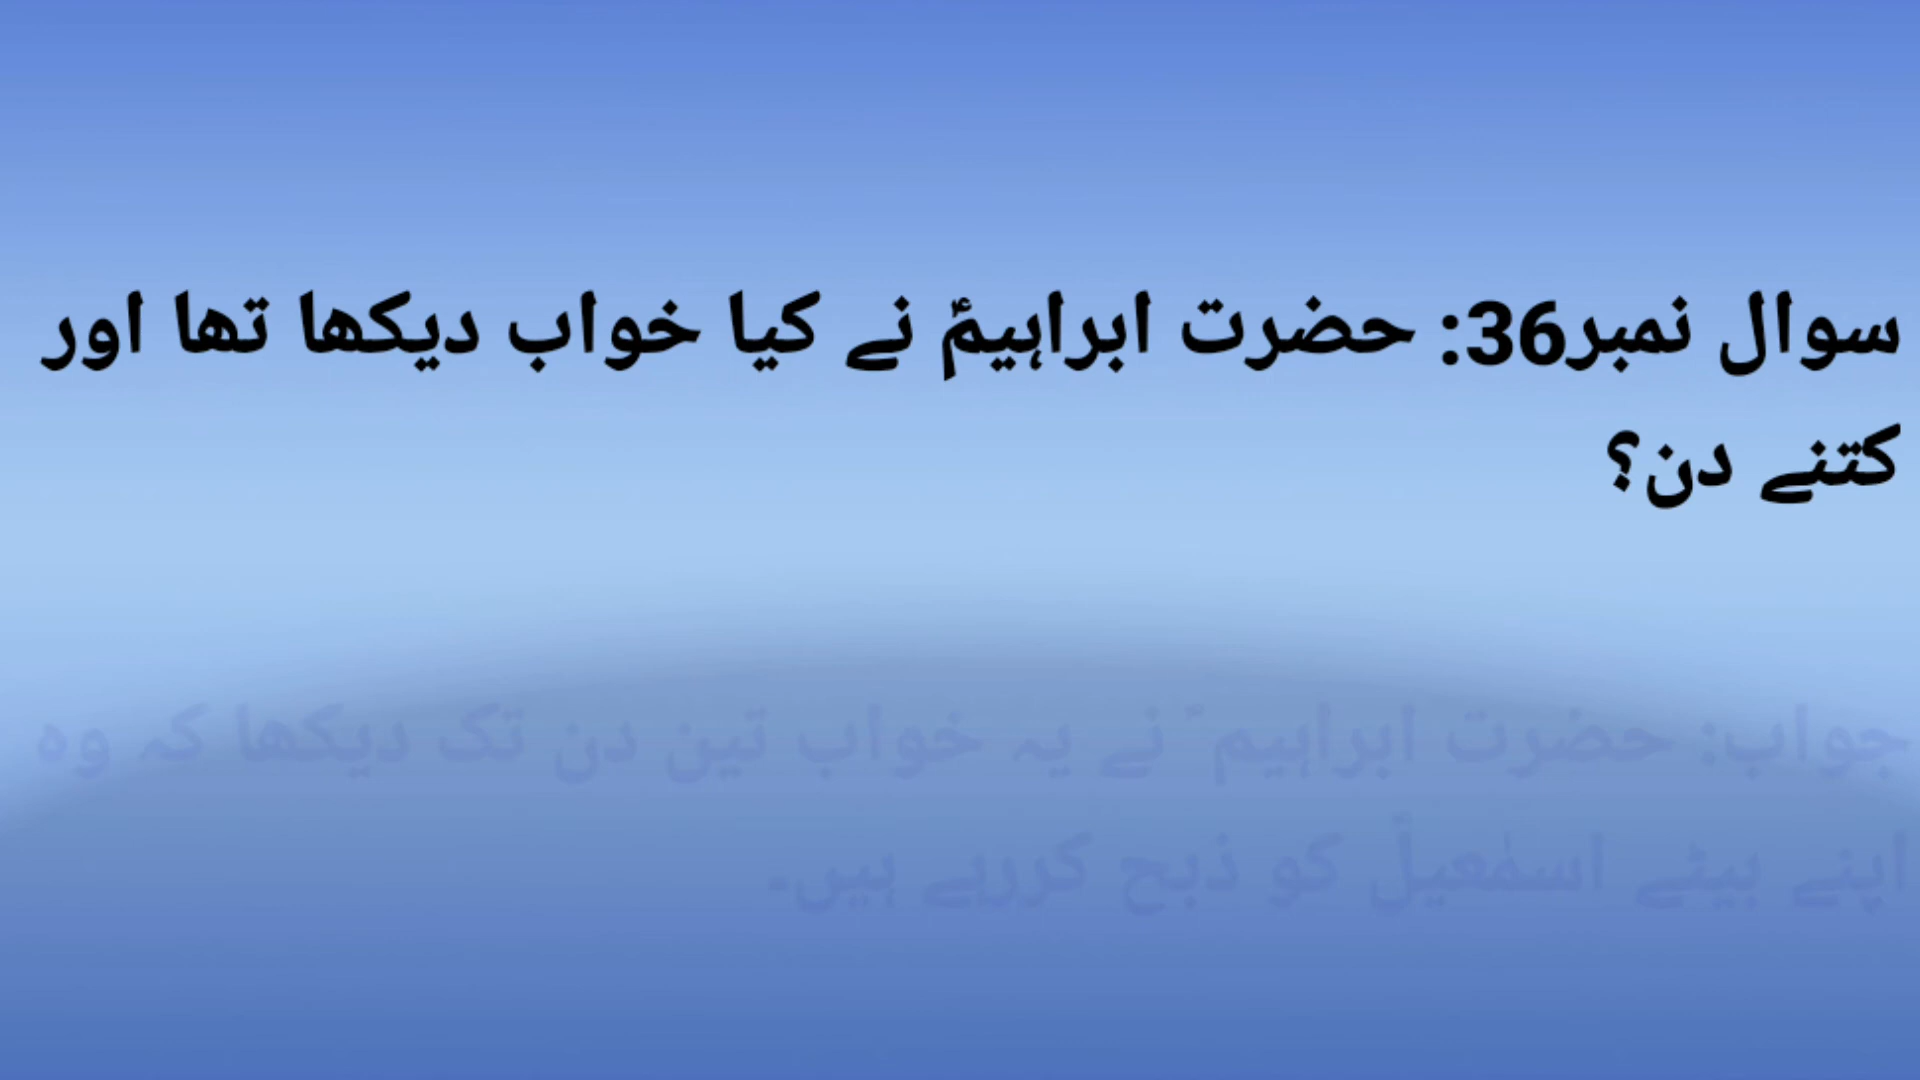 سوال نمبر36: حضرت ابراہیمؑ نے کیا خواب دیکھا تھا اور
کتنے دن؟
جواب: حضرت ابراہیم ؑ نے یہ خواب تین دن تک دیکھا کہ وہ
اپنے بیٹے اسمٰعیلؑ کو ذبح کررہے ہیں۔